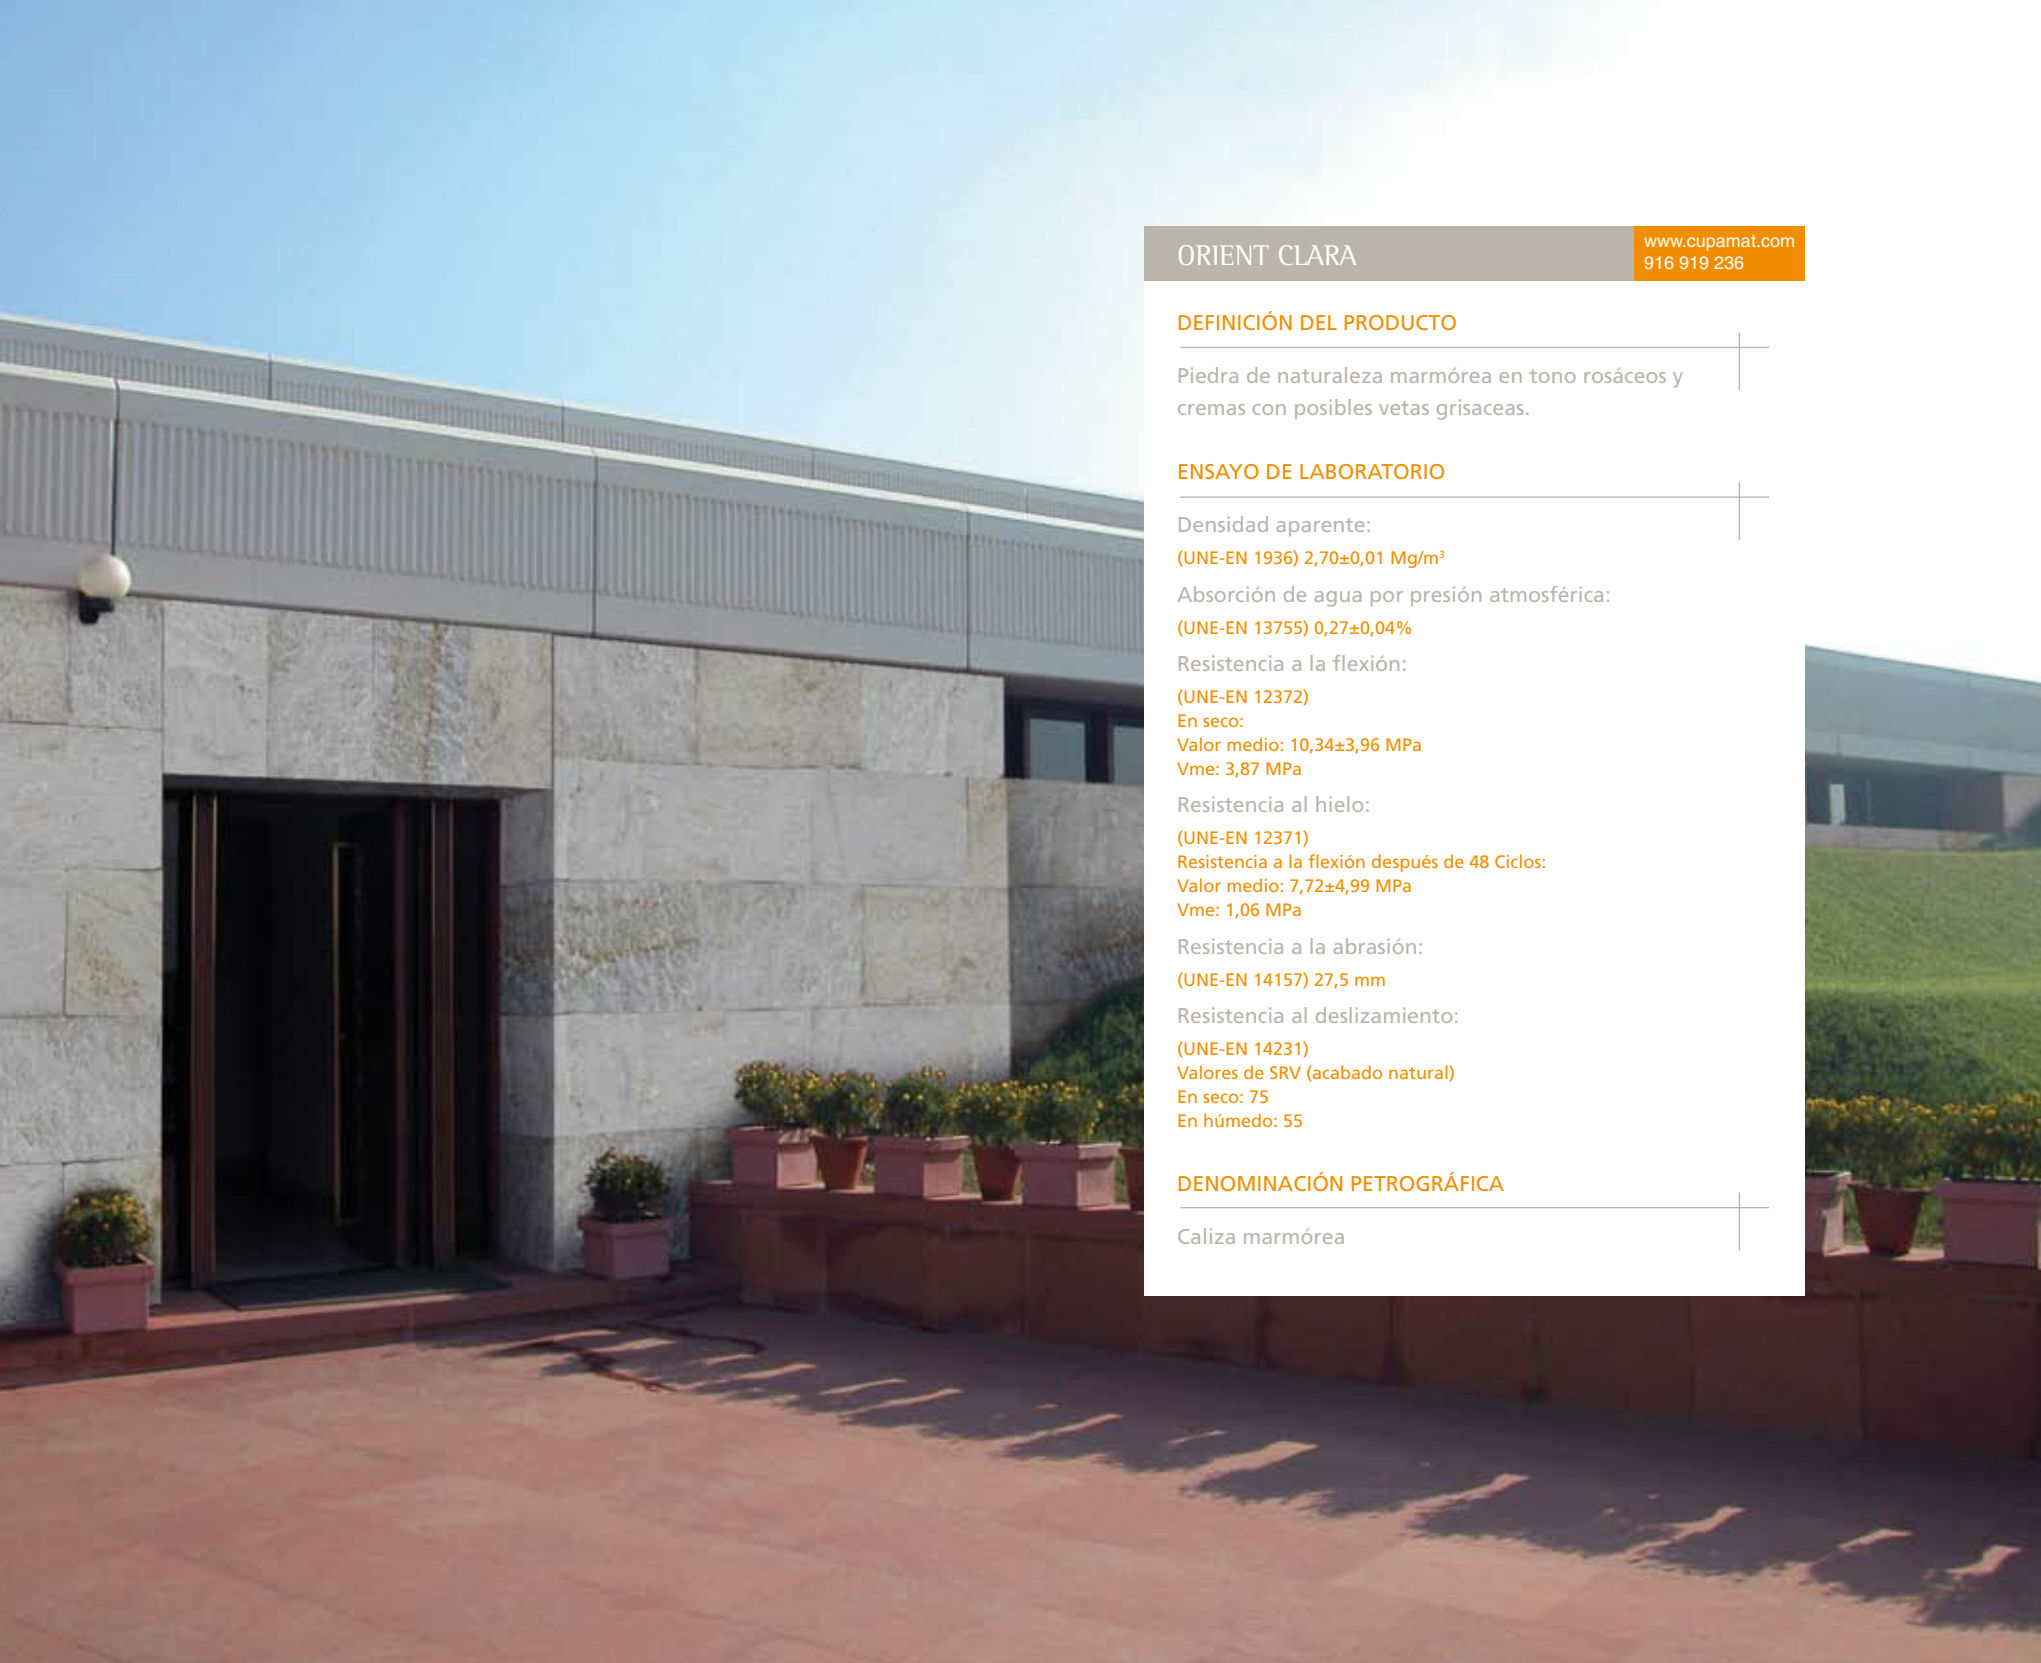 ORIENT CLARA
www.cupamat.com
916 919 236
DEFINICIÓN DEL PRODUCTO
Piedra de naturaleza marmórea en tono rosáceos y
cremas con posibles vetas grisaceas.
ENSAYO DE LABORATORIO
Densidad aparente:
(UNE-EN 1936) 2,70±0,01 Mg/m³
Absorción de agua por presión atmosférica:
(UNE-EN 13755) 0,27±0,04%
Resistencia a la flexión:
(UNE-EN 12372)
En seco:
Valor medio: 10,34±3,96 MPa
Vme: 3,87 MPa
Resistencia al hielo:
(UNE-EN 12371)
Resistencia a la flexión después de 48 Ciclos:
Valor medio: 7,72±4,99 MPa
Vme: 1,06 MPa
Resistencia a la abrasión:
(UNE-EN 14157) 27,5 mm
Resistencia al deslizamiento:
(UNE-EN 14231)
Valores de SRV (acabado natural)
En seco: 75
En húmedo: 55
DENOMINACIÓN PETROGRÁFICA
Caliza marmórea